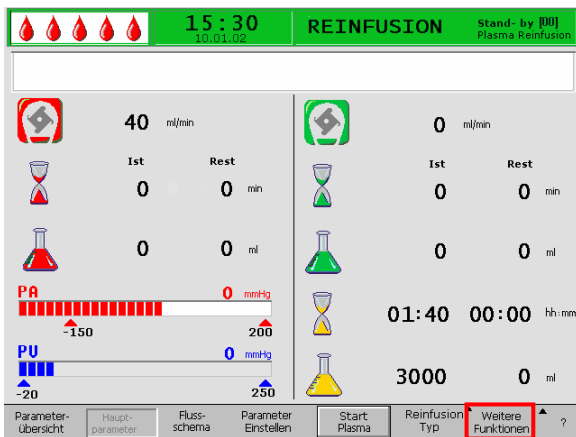 15:30
10.01.02
REINFUSION
Stand- by [00]
Plasma Reinfusion
40 ml/min
Ist Rest
0 0 min
0 0 ml
PA 0 mmHg
-150 200
PV 0 mmHg
-20 250
0 ml/min
Ist Rest
0 0 min
0 0 ml
01:40 00:00 hh:mm
3000 0 ml
Parameter-
übersicht
Haupt-
parameter
Fluss-
schema
Parameter
Einstellen
Start
Plasma
Reinfusion
Typ
Weitere
Funktionen
?